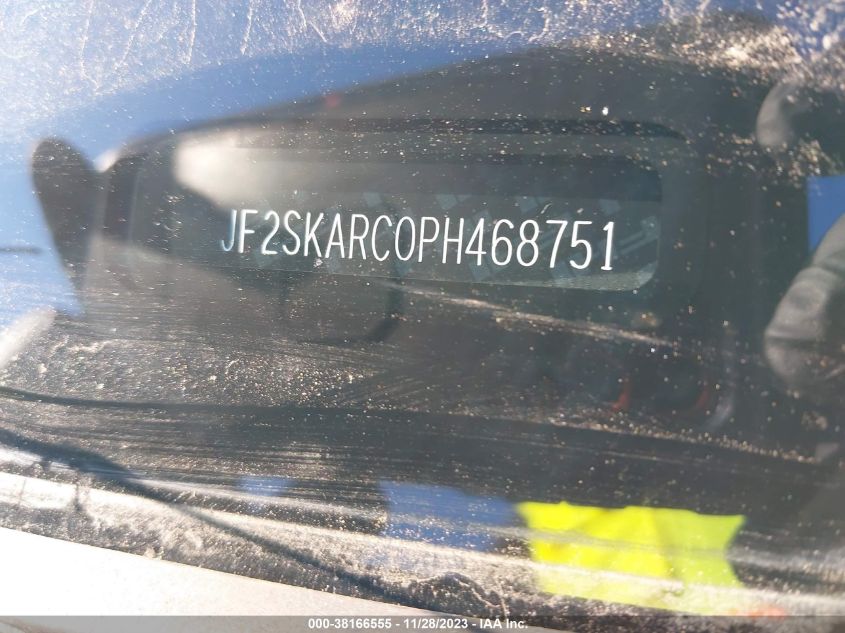 JF2SKARC0PH468751
000-38166555 - 11/28/2023 - IAA Inc.